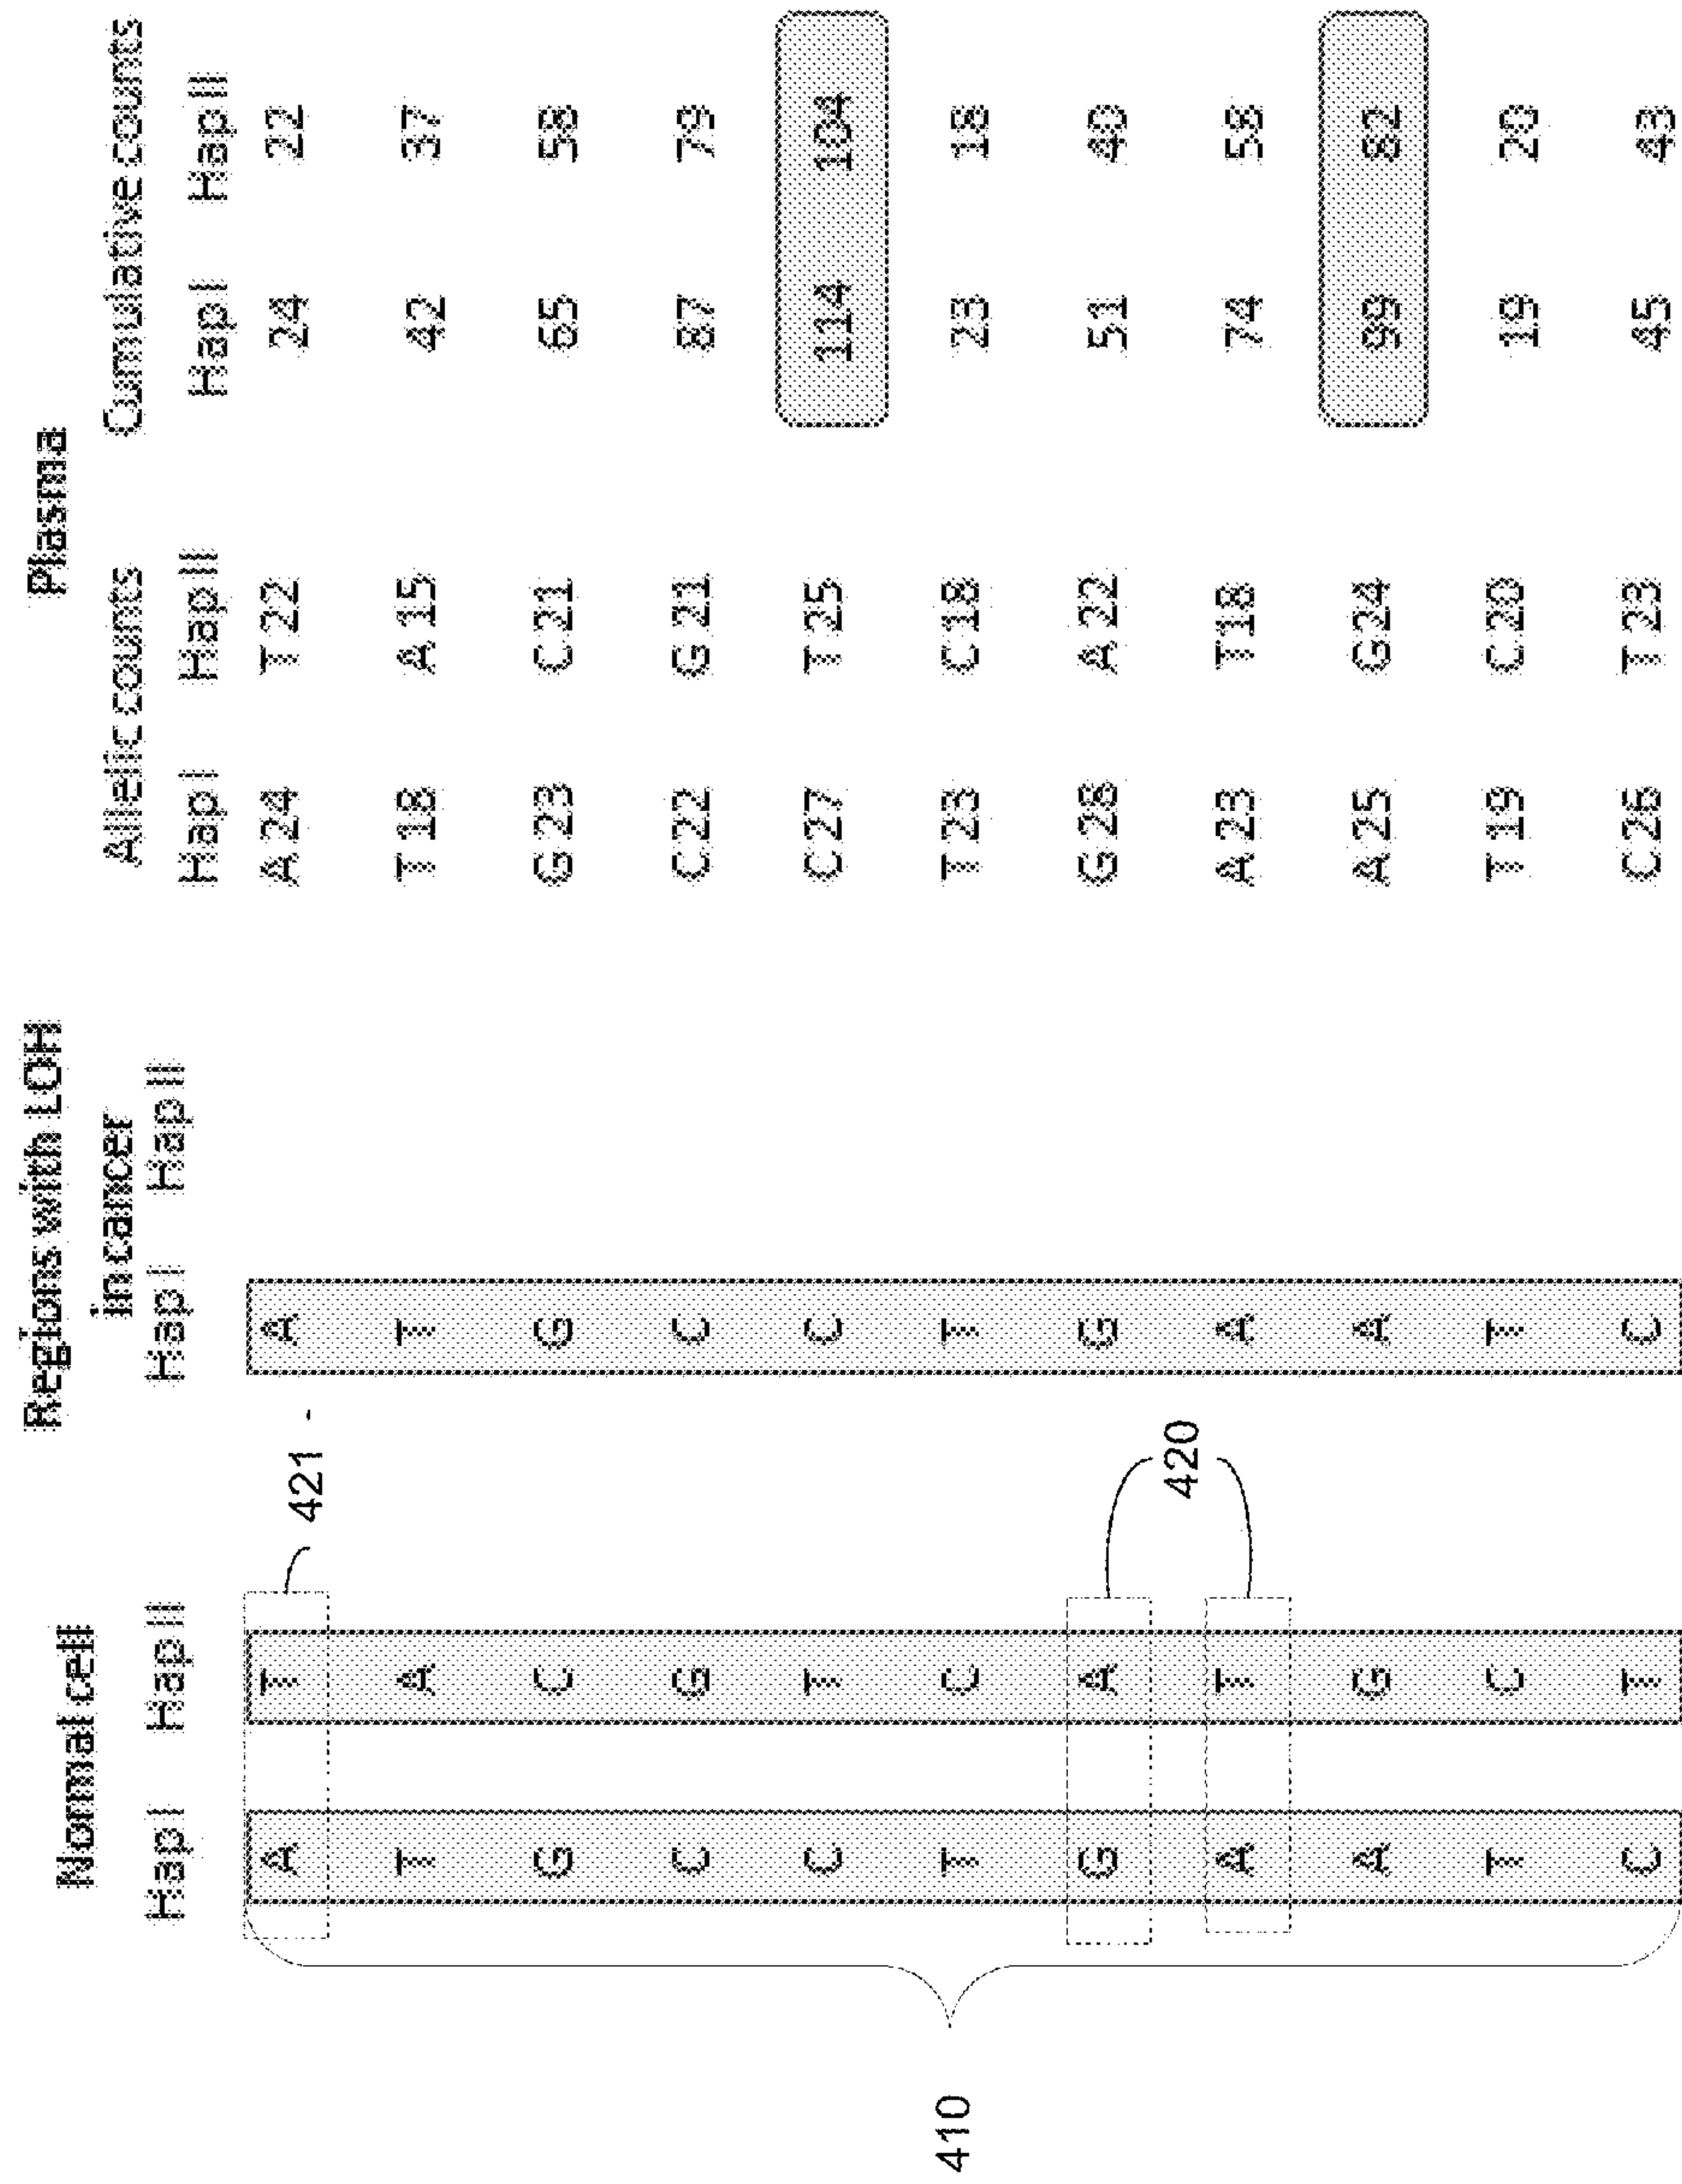 Normal cell Regions with LOH Plasma
in cancer Allelic counts Cumulative counts
Hap I Hap II Hap I Hap II Hap I Hap II Hap I Hap II
421
A T A A 24 T 22 24 22
T A T T 18 A 15 42 37
G C G G 23 C 21 65 58
C G C C 22 G 21 87 79
C T C C 27 T 25 114 104
410
T C T T 23 C 18 23 18
G A G G 28 A 22 51 40
420
A T A A 23 T 18 74 58
A G A A 25 G 24 99 82
T C T T 19 C 20 19 20
C T C C 26 T 23 45 43